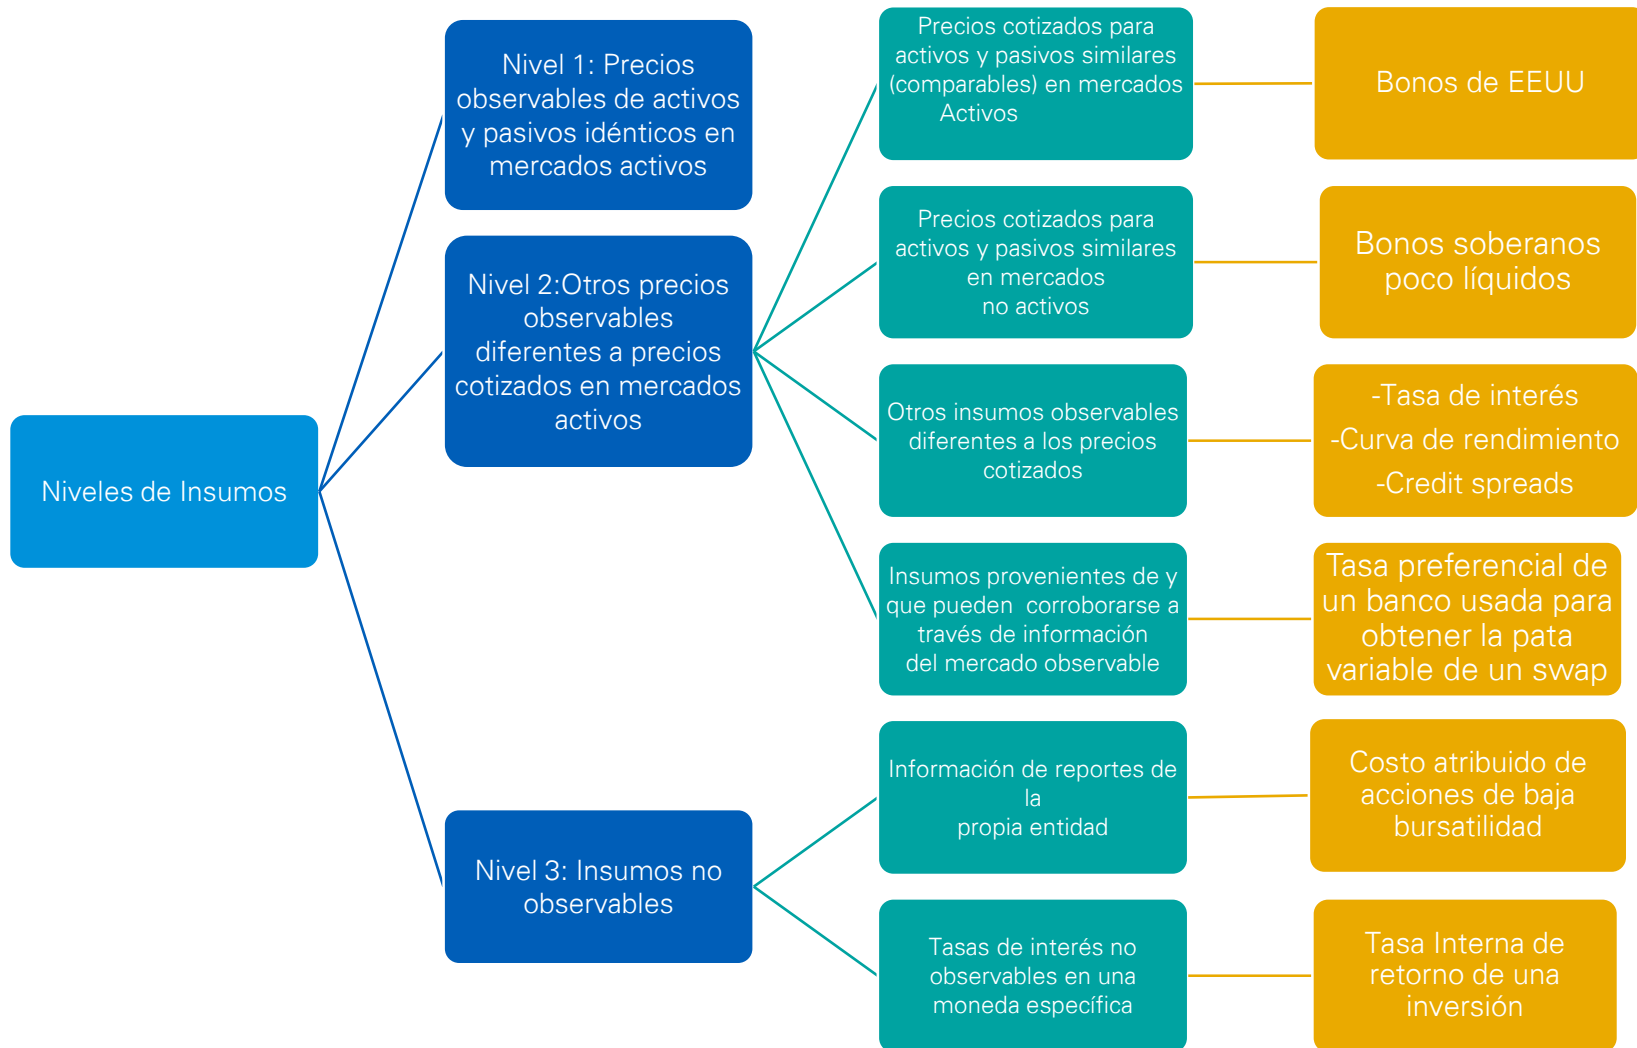 Niveles de Insumos
Nivel 1: Precios
observables de activos
y pasivos idénticos en
mercados activos
Nivel 2:Otros precios
observables
diferentes a precios
cotizados en mercados
activos
Nivel 3: Insumos no
observables
Precios cotizados para
activos y pasivos similares
(comparables) en mercados
Activos
Precios cotizados para
activos y pasivos similares
en mercados
no activos
Otros insumos observables
diferentes a los precios
cotizados
Insumos provenientes de y
que pueden corroborarse a
través de información
del mercado observable
Información de reportes de
la
propia entidad
Tasas de interés no
observables en una
moneda específica
Bonos de EEUU
Bonos soberanos
poco líquidos
-Tasa de interés
-Curva de rendimiento
-Credit spreads
Tasa preferencial de
un banco usada para
obtener la pata
variable de un swap
Costo atribuido de
acciones de baja
bursatilidad
Tasa Interna de
retorno de una
inversión